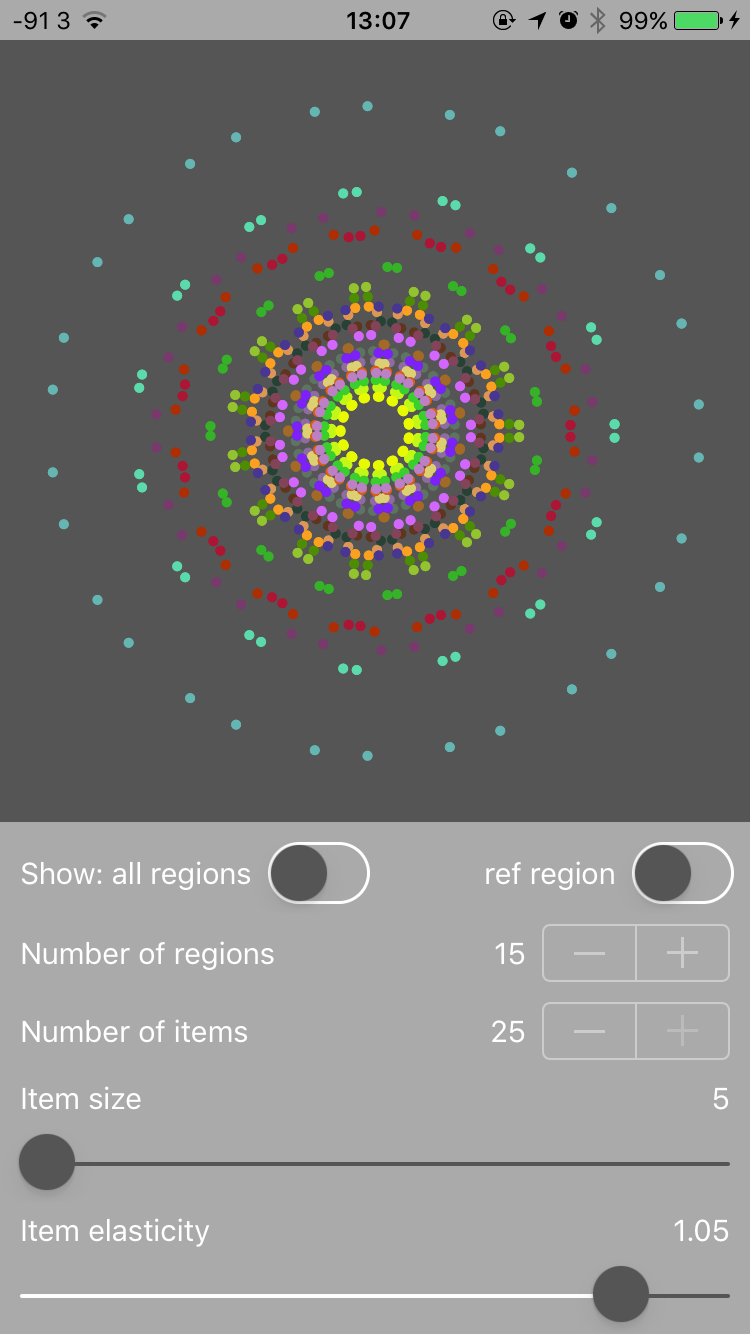 -91 3 13:07 99%
Show: all regions ref region
Number of regions 15
Number of items 25
Item size 5
Item elasticity 1.05